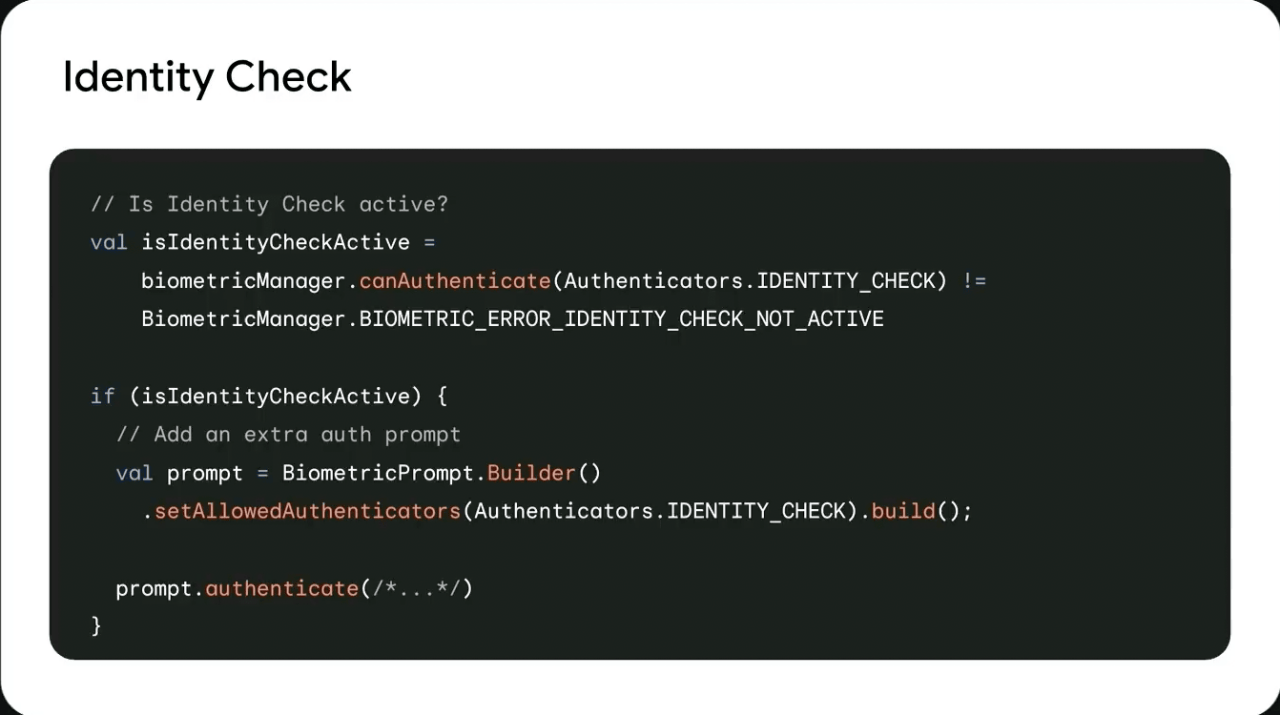 Identity Check
// Is Identity Check active?
val isIdentityCheckActive =
biometricManager.canAuthenticate(Authenticators.IDENTITY_CHECK) !=
BiometricManager.BIOMETRIC_ERROR_IDENTITY_CHECK_NOT_ACTIVE
if (isIdentityCheckActive) {
// Add an extra auth prompt
val prompt = BiometricPrompt.Builder()
.setAllowedAuthenticators(Authenticators.IDENTITY_CHECK).build();
prompt.authenticate(/*...*/)
}